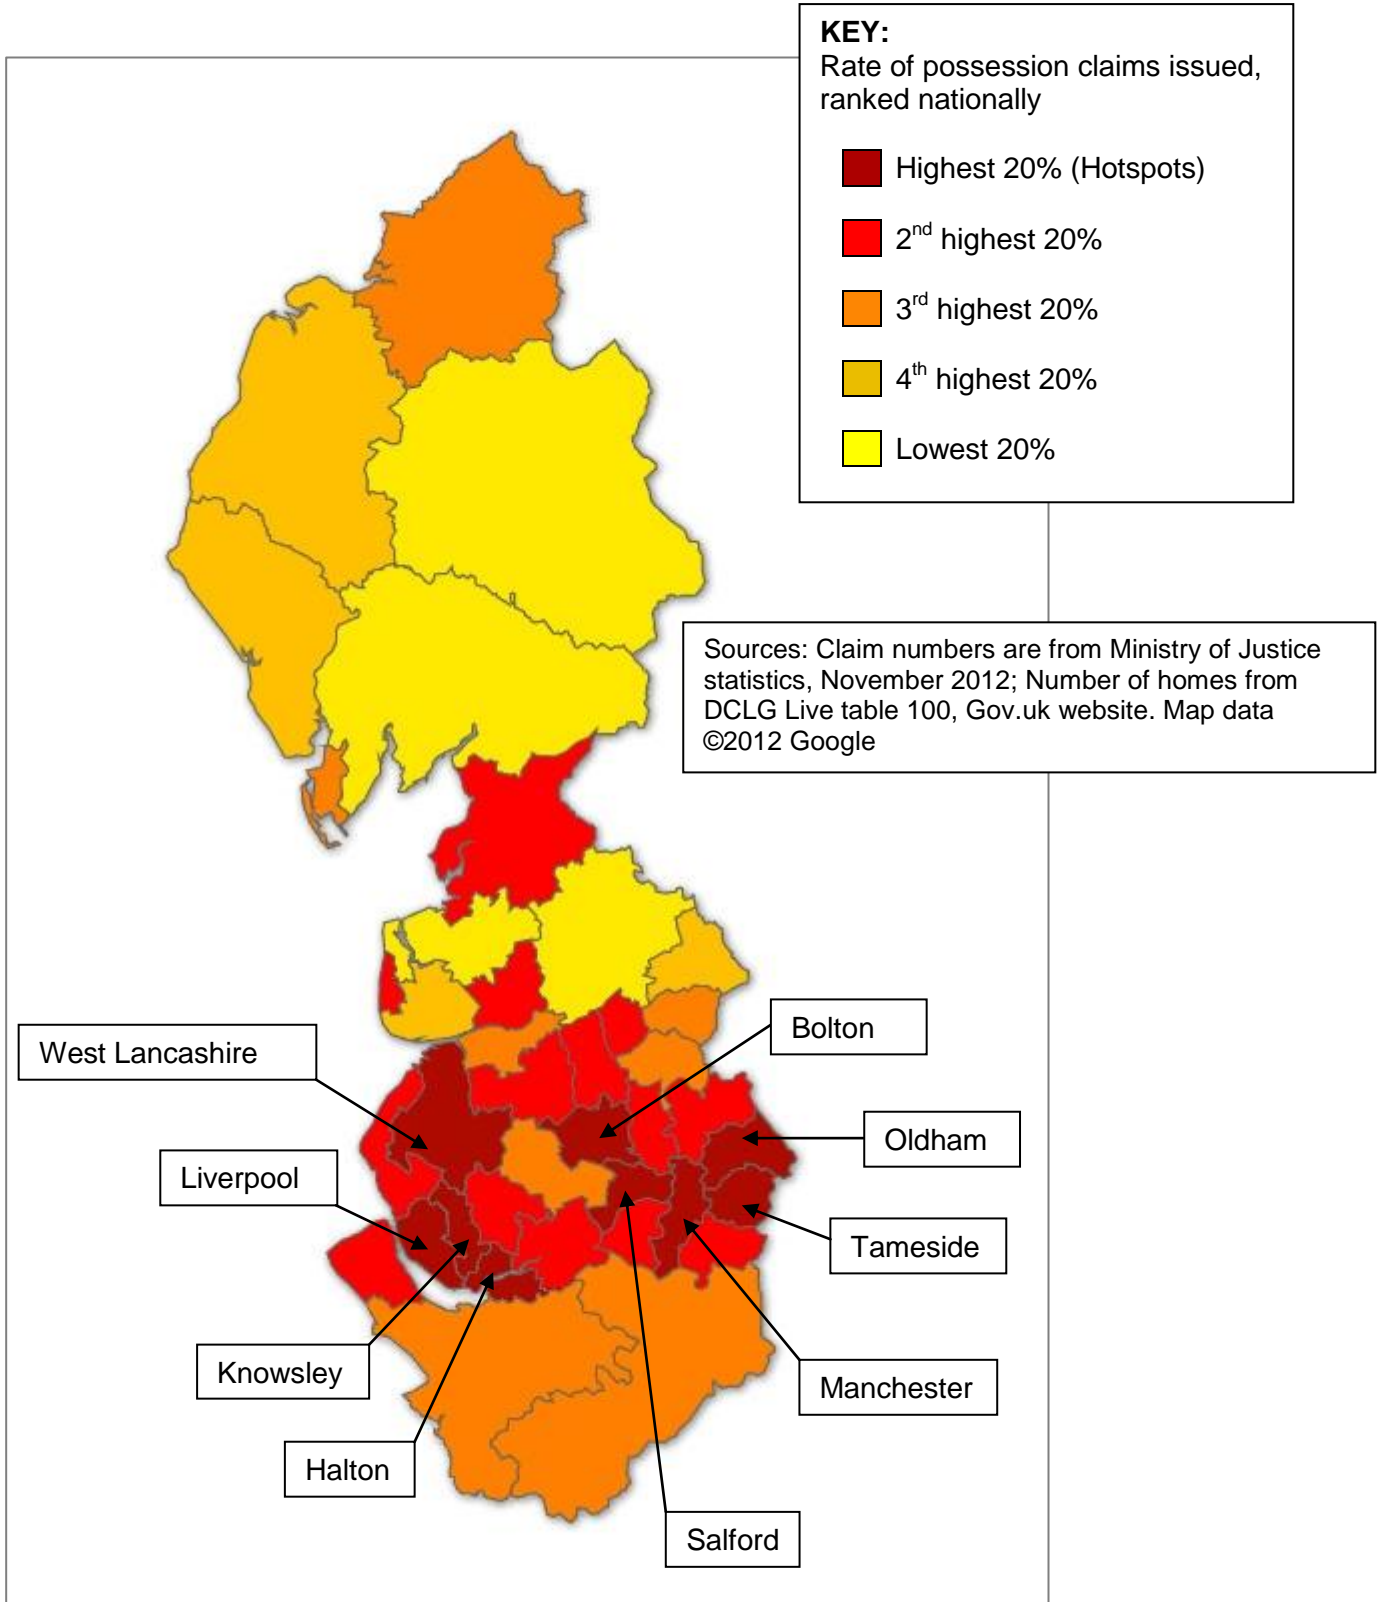 KEY:
Rate of possession claims issued,
ranked nationally
Highest 20% (Hotspots)
2nd highest 20%
3rd highest 20%
4th highest 20%
Lowest 20%
Sources: Claim numbers are from Ministry of Justice
statistics, November 2012; Number of homes from
DCLG Live table 100, Gov.uk website. Map data
©2012 Google
West Lancashire
Bolton
Oldham
Liverpool
Tameside
Knowsley
Manchester
Halton
Salford